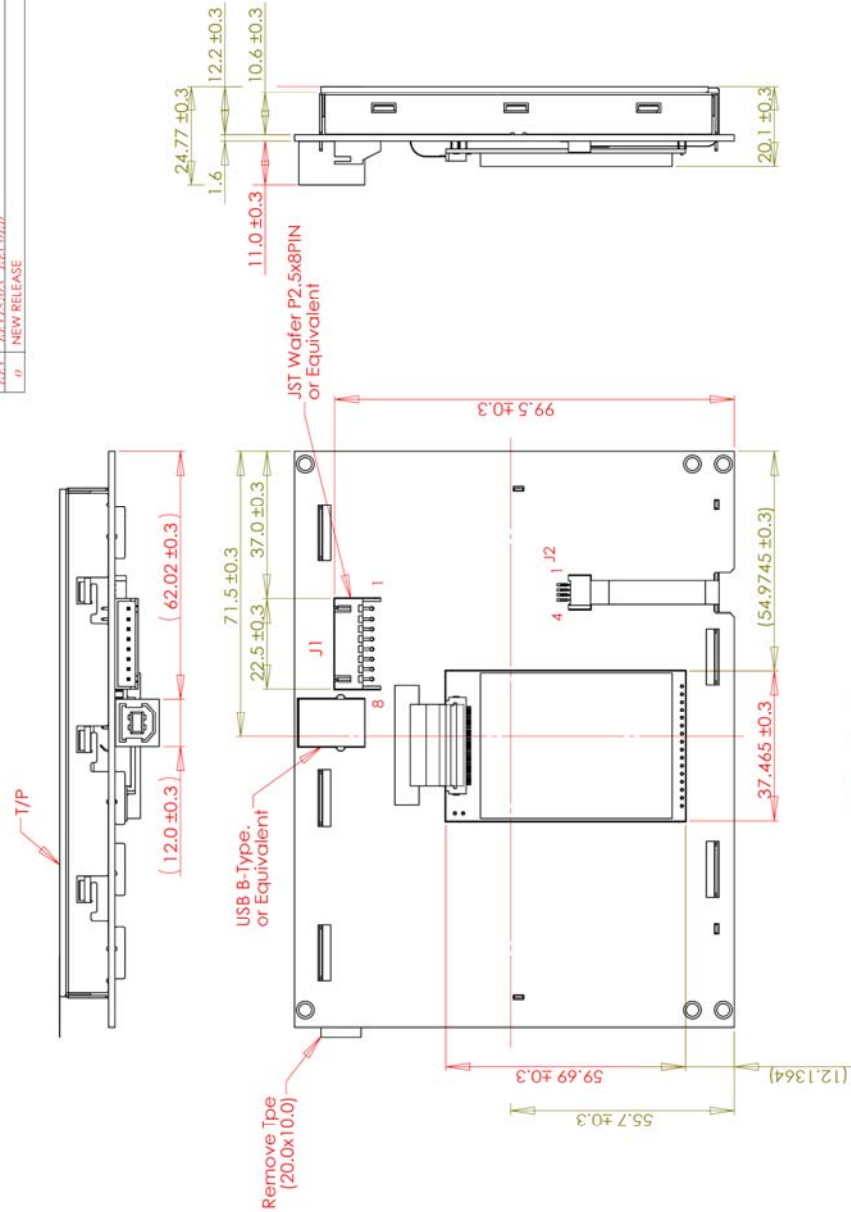 0 NEW RELEASE
24.77 ±0.3
12.2 ±0.3
1.6
10.6 ±0.3
11.0 ±0.3
20.1 ±0.3
T/P
(62.02 ±0.3)
(12.0 ±0.3)
JST Wafer P2.5x8PIN
or Equivalent
71.5 ±0.3
37.0 ±0.3
22.5 ±0.3
J1
8
1
99.5 ±0.3
USB B-Type.
or Equivalent
4
1
J2
(54.9745 ±0.3)
37.465 ±0.3
Remove Tpe
(20.0x10.0)
59.69 ±0.3
55.7 ±0.3
(12.1364)